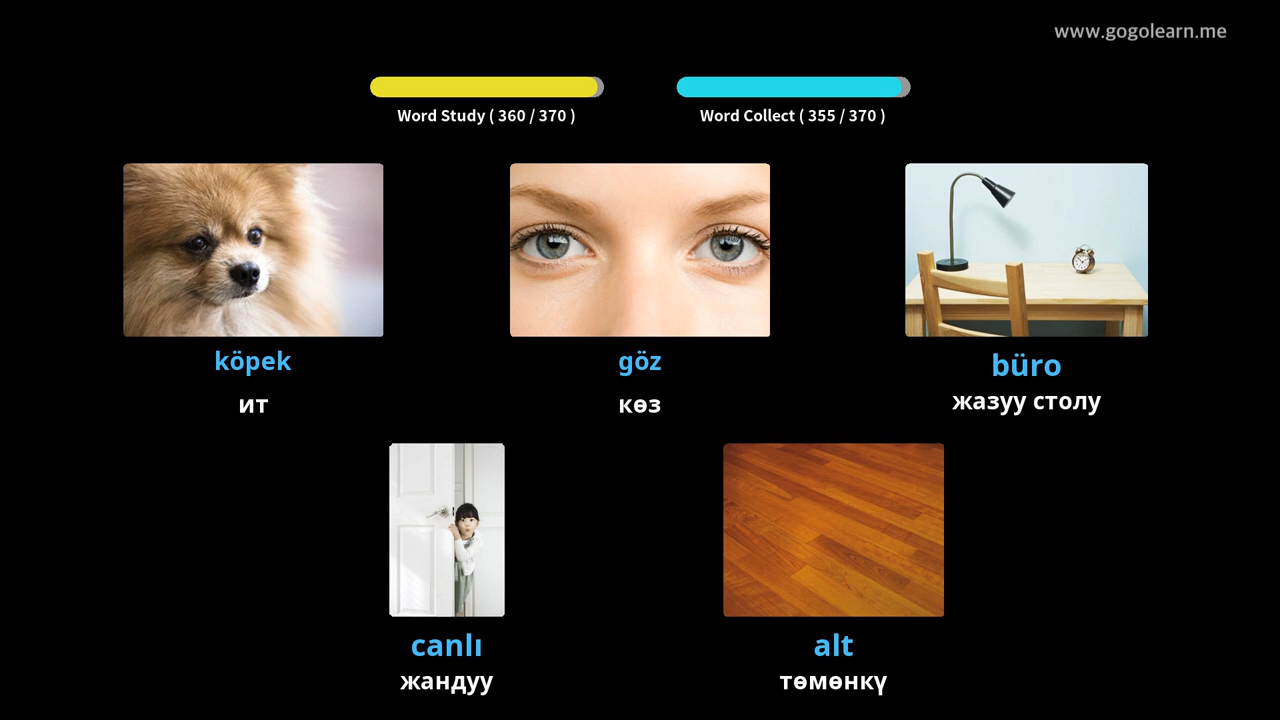 www.gogolearn.me
Word Study ( 360 / 370 )
Word Collect ( 355 / 370 )
köpek
ит
göz
көз
büro
жазуу столу
canlı
жандуу
alt
төмөнкү